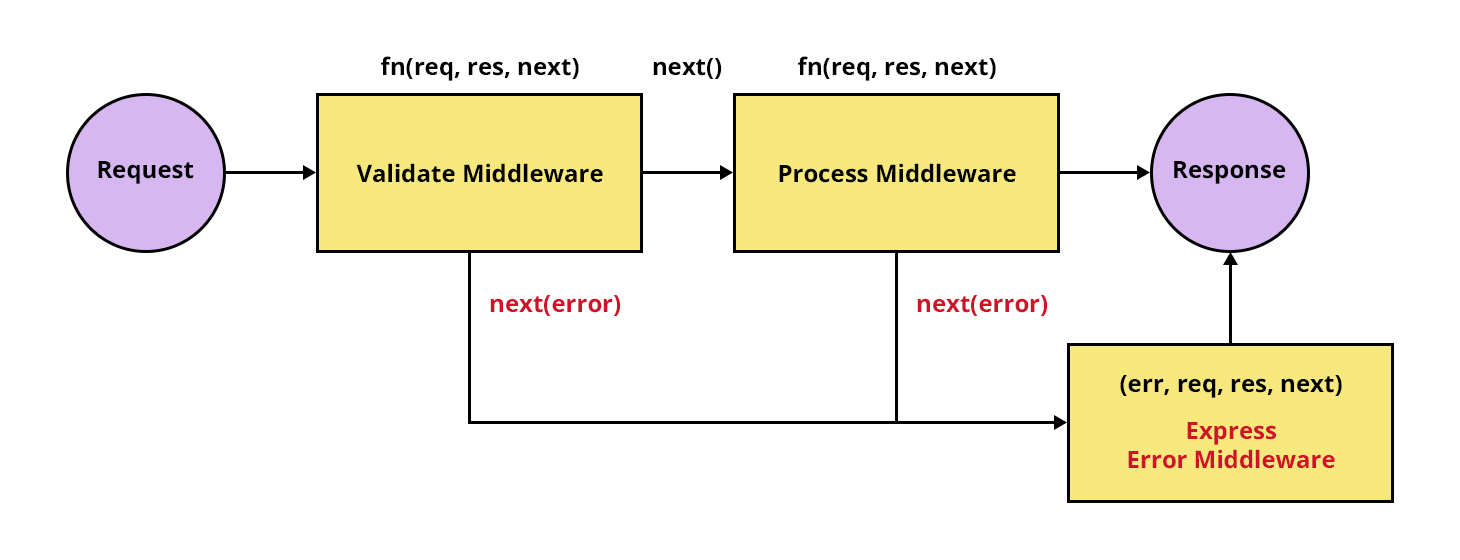 fn(req, res, next)
next()
fn(req, res, next)
Request
Validate Middleware
Process Middleware
Response
next(error)
next(error)
(err, req, res, next)
Express
Error Middleware